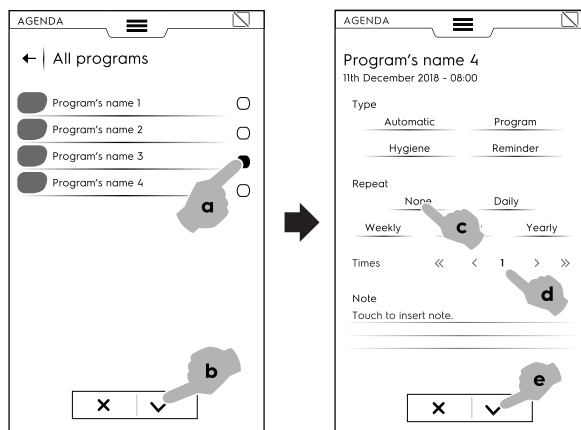 AGENDA
All programs
Program's name 1
Program's name 2
Program's name 3
Program's name 4
a
b
AGENDA
Program's name 4
11th December 2018 - 08:00
Type
Automatic Program
Hygiene Reminder
Repeat
None Daily
Weekly Yearly
c
Times « < 1 > »
d
Note
Touch to insert note.
e